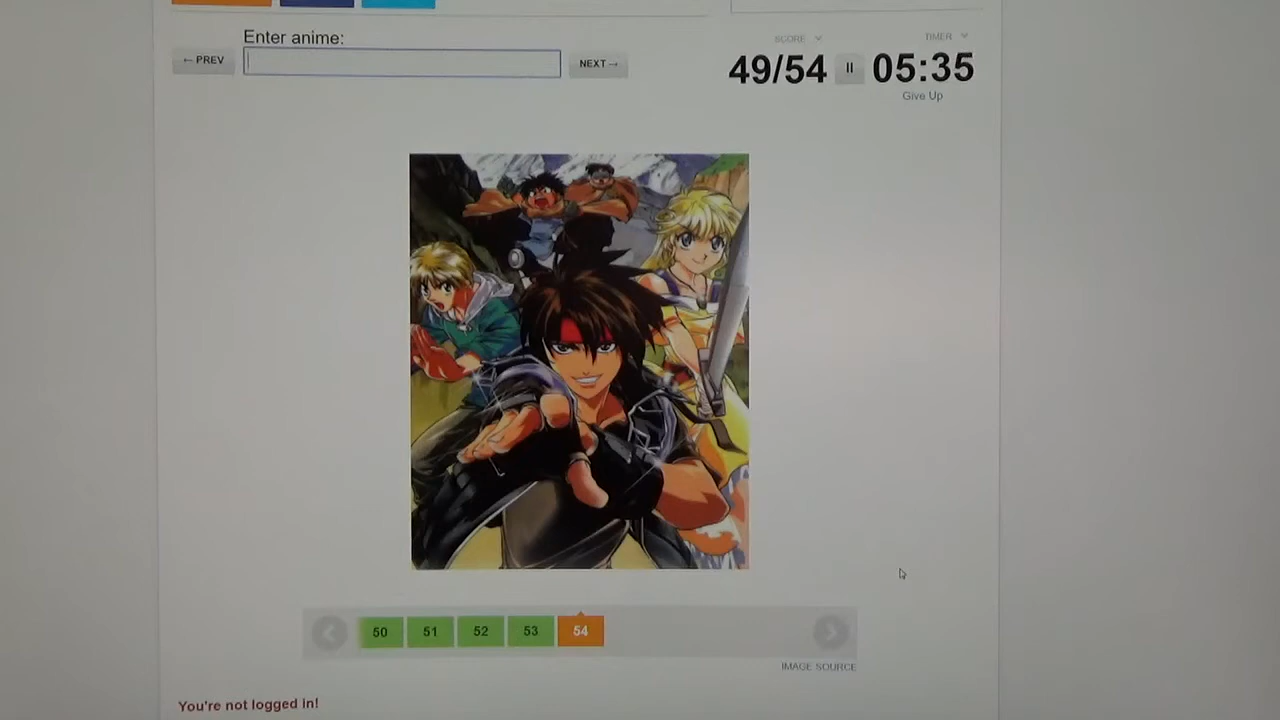 Enter anime:
← PREV
NEXT→
SCORE
TIMER
49/54
II
05:35
Give Up
50
51
52
53
54
IMAGE SOURCE
You're not logged in!